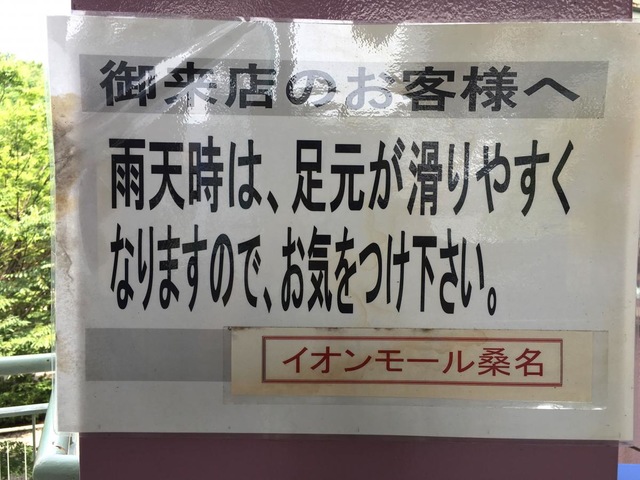 御来店のお客様へ
雨天時は、足元が滑りやすく
なりますので、お気をつけ下さい。
イオンモール桑名